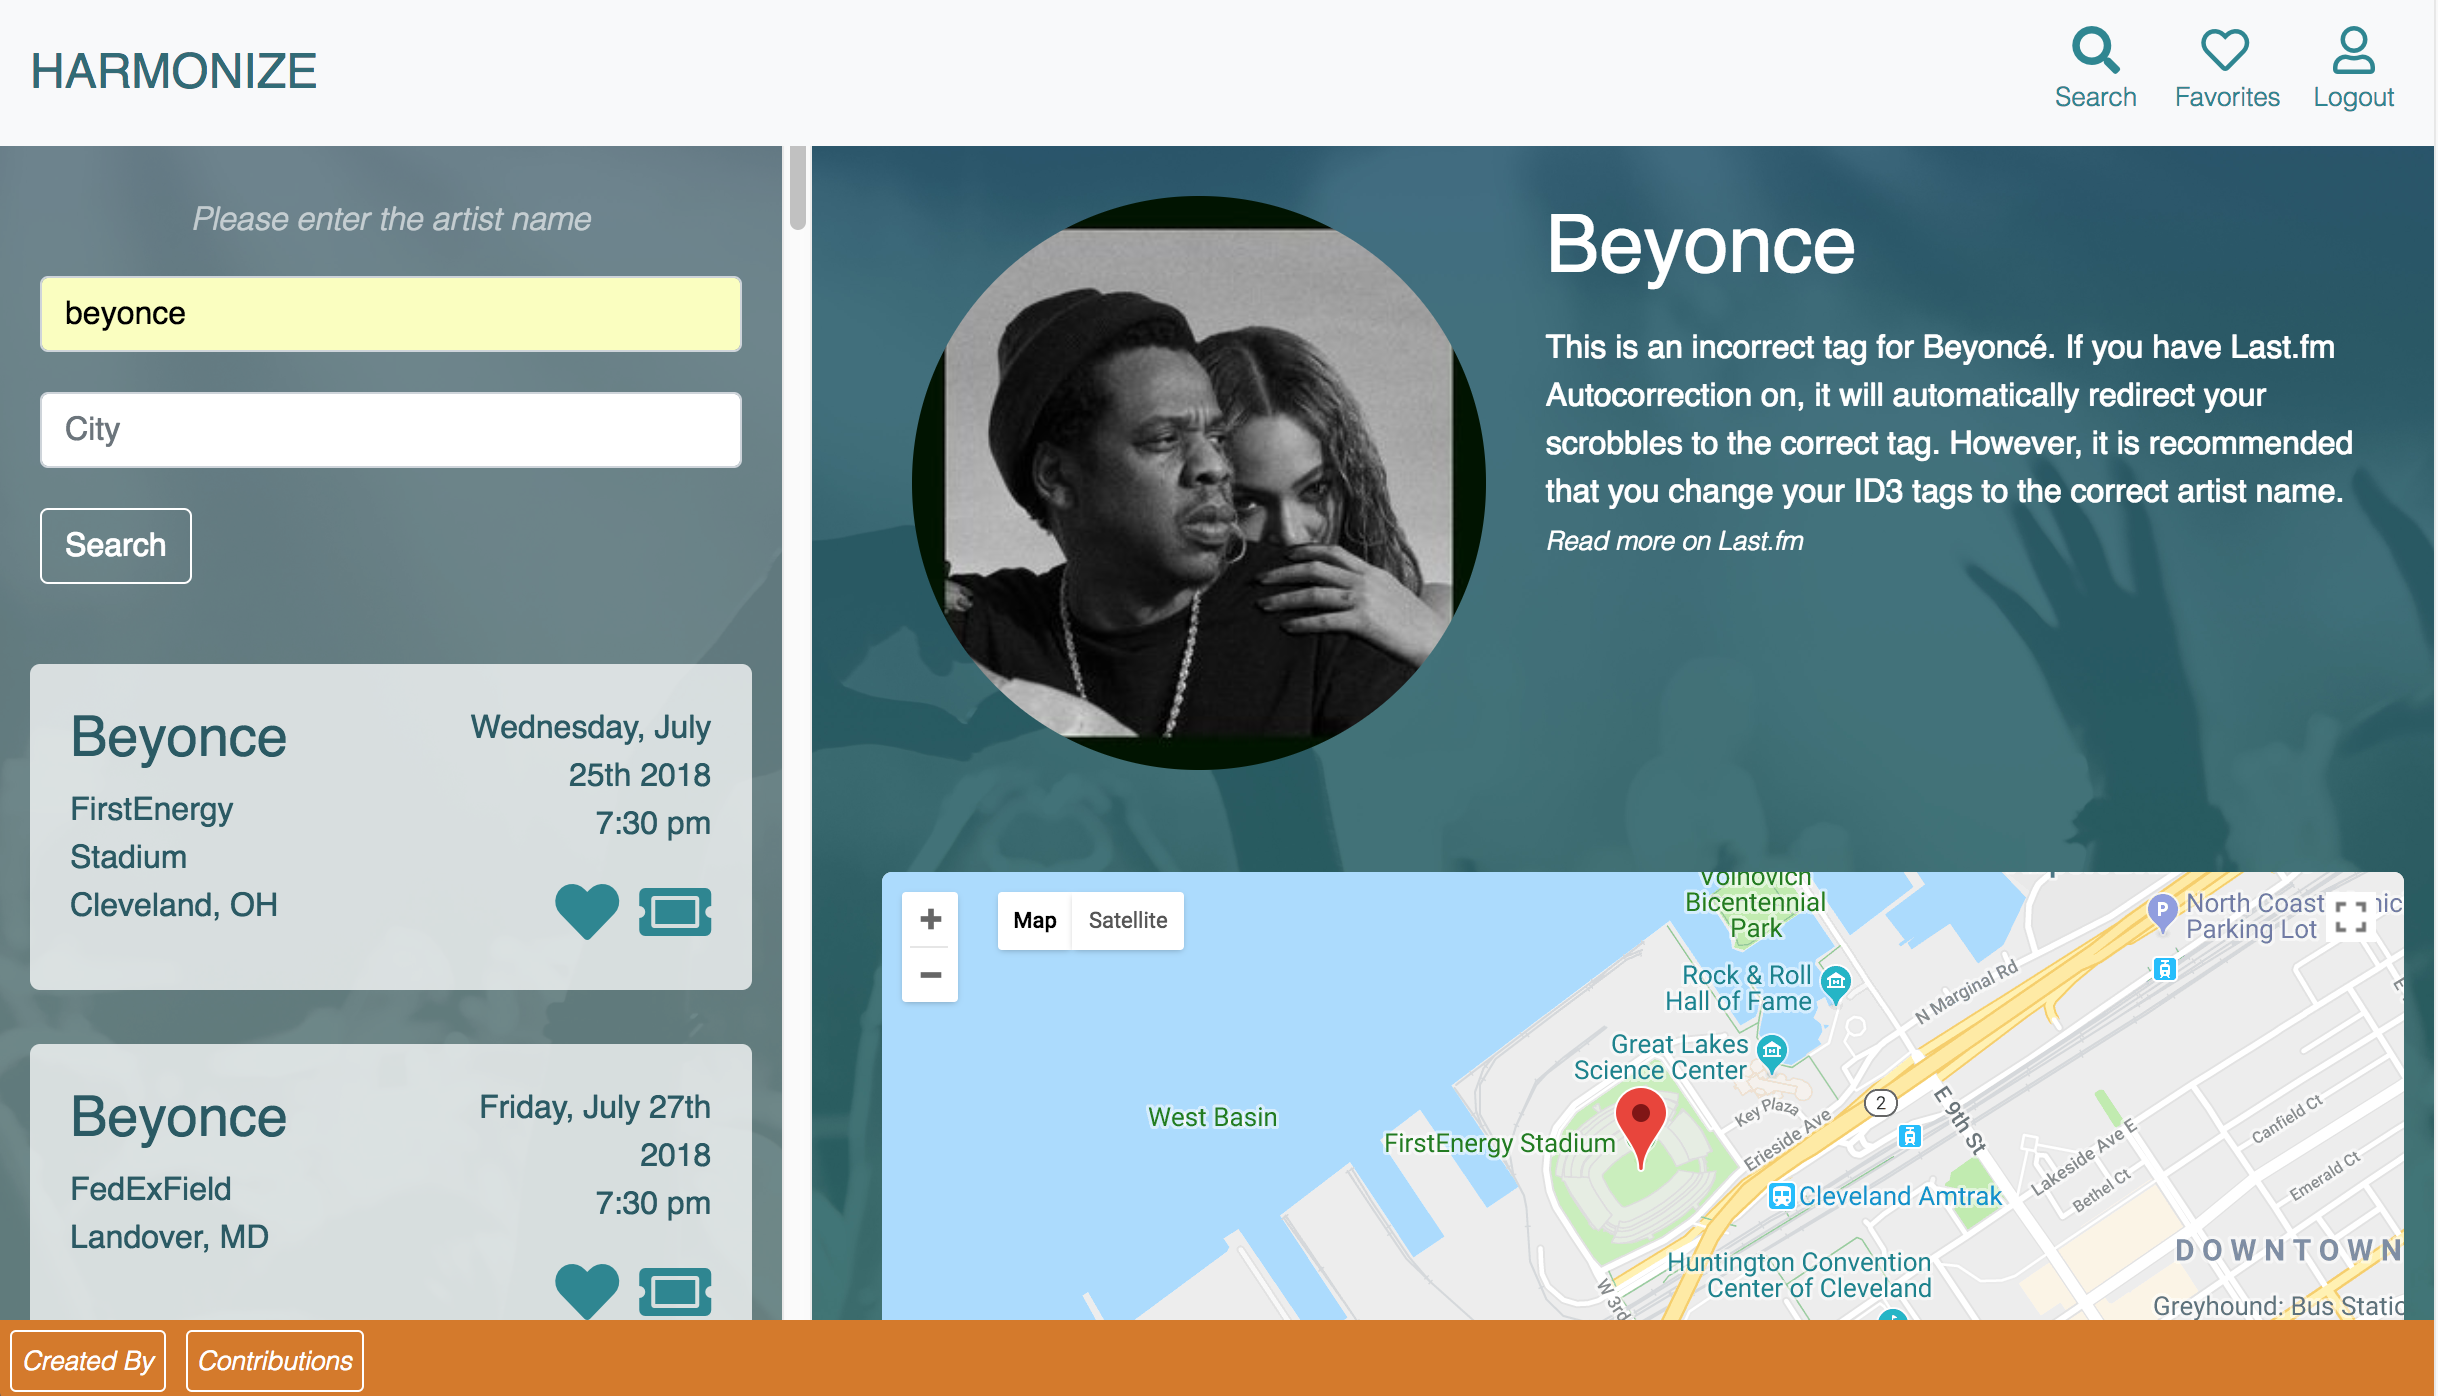 HARMONIZE
Search
Favorites
Logout
Please enter the artist name
beyonce
City
Search
Beyonce
FirstEnergy
Stadium
Cleveland, OH
Wednesday, July
25th 2018
7:30 pm
Beyonce
FedExField
Landover, MD
Friday, July 27th
2018
7:30 pm
Beyonce
This is an incorrect tag for Beyoncé. If you have Last.fm
Autocorrection on, it will automatically redirect your
scrobbles to the correct tag. However, it is recommended
that you change your ID3 tags to the correct artist name.
Read more on Last.fm
+
−
Map
Satellite
Voinovich
Bicentennial
Park
P
North Coast
Parking Lot
Rock & Roll
Hall of Fame
N Marginal Rd
Great Lakes
Science Center
Key Plaza
Erieside Ave
2
E 9th St
West Basin
FirstEnergy Stadium
Lakeside Ave E
Bethel Ct
Canfield Ct
Emerald Ct
Cleveland Amtrak
DOWNTOWN
Huntington Convention
Center of Cleveland
W 3rd
Greyhound: Bus Static
Created By
Contributions